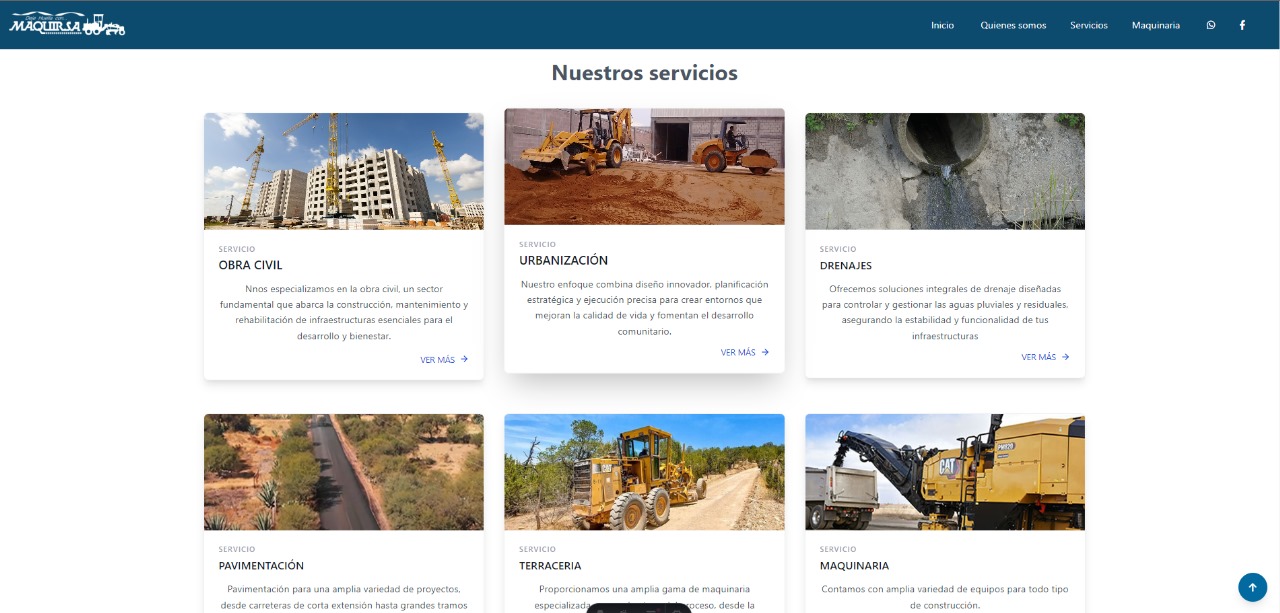 Deja Huella con...
MAQUIRSA
Inicio
Quienes somos
Servicios
Maquinaria
Nuestros servicios
SERVICIO
OBRA CIVIL
Nnos especializamos en la obra civil, un sector
fundamental que abarca la construcción, mantenimiento y
rehabilitación de infraestructuras esenciales para el
desarrollo y bienestar.
VER MÁS
SERVICIO
URBANIZACIÓN
Nuestro enfoque combina diseño innovador, planificación
estratégica y ejecución precisa para crear entornos que
mejoran la calidad de vida y fomentan el desarrollo
comunitario.
VER MÁS
SERVICIO
DRENAJES
Ofrecemos soluciones integrales de drenaje diseñadas
para controlar y gestionar las aguas pluviales y residuales,
asegurando la estabilidad y funcionalidad de tus
infraestructuras
VER MÁS
CAT
CAT
PM620
SERVICIO
PAVIMENTACIÓN
Pavimentación para una amplia variedad de proyectos,
desde carreteras de corta extensión hasta grandes tramos
SERVICIO
TERRACERIA
Proporcionamos una amplia gama de maquinaria
especializada proceso, desde la
SERVICIO
MAQUINARIA
Contamos con amplia variedad de equipos para todo tipo
de construcción.